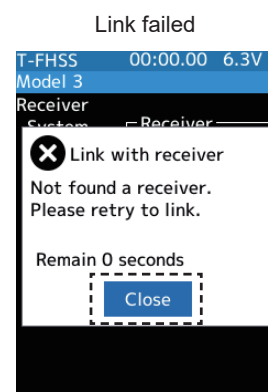 Link failed
T-FHSS 00:00.00 6.3V
Model 3
Receiver
System Receiver
Link with receiver
Not found a receiver.
Please retry to link.
Remain 0 seconds
Close